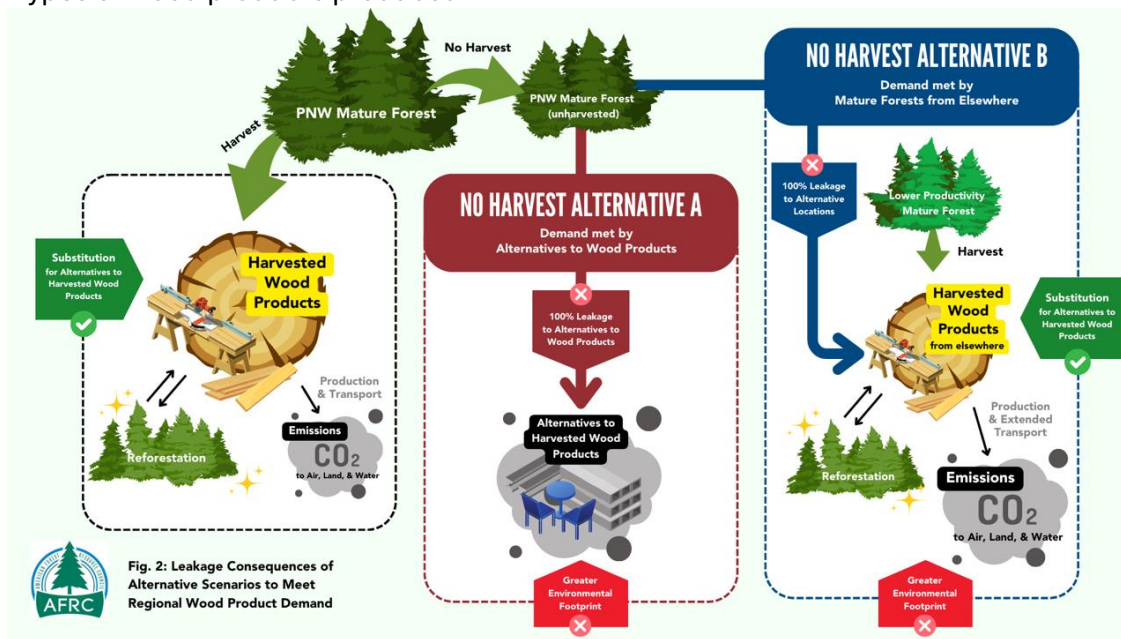 No Harvest
PNW Mature Forest
PNW Mature Forest
(unharvested)
Harvest
Substitution
for Alternatives to
Harvested Wood
Products
Harvested
Wood
Products
Production
& Transport
Reforestation
Emissions
CO2
to Air, Land, & Water
NO HARVEST ALTERNATIVE A
Demand met by
Alternatives to Wood Products
100% Leakage
to Alternatives to
Wood Products
Alternatives to
Harvested Wood
Products
Greater
Environmental
Footprint
NO HARVEST ALTERNATIVE B
Demand met by
Mature Forests from Elsewhere
100% Leakage
to Alternative
Locations
Lower Productivity
Mature Forest
Harvest
Harvested
Wood
Products
from elsewhere
Substitution
for Alternatives to
Harvested Wood
Products
Production
& Extended
Transport
Reforestation
Emissions
CO2
to Air, Land, & Water
Greater
Environmental
Footprint
AMERICAN FOREST RESOURCE COUNCIL
AFRC
Fig. 2: Leakage Consequences of
Alternative Scenarios to Meet
Regional Wood Product Demand